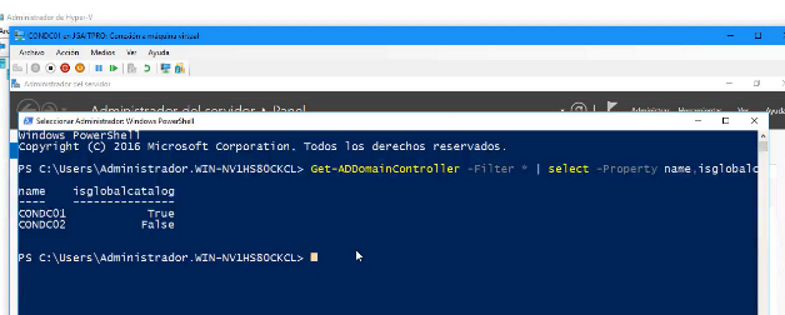 Administrador de Hyper-V
CONDC01 en JSAITPRO: Conexión a máquina virtual
Archivo Acción Medios Ver Ayuda
Administrador del servidor
Administrador del servidor • Panel
Administrar Herramientas Ver Ayuda
Seleccionar Administrador: Windows PowerShell
Windows PowerShell
Copyright (C) 2016 Microsoft Corporation. Todos los derechos reservados.
PS C:\Users\Administrador.WIN-NV1HS8OCKCL> Get-ADDomainController -Filter * | select -Property name,isglobalc
name isglobalcatalog
---- ---------------
CONDC01 True
CONDC02 False
PS C:\Users\Administrador.WIN-NV1HS8OCKCL>